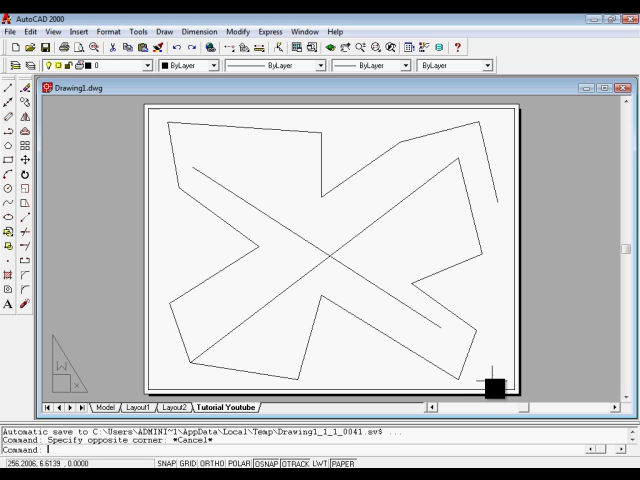 AutoCAD 2000
File Edit View Insert Format Tools Draw Dimension Modify Express Window Help
0 ByLayer ByLayer ByLayer ByLayer
Drawing1.dwg
A
W
X
Model Layout1 Layout2 Tutorial Youtube
Automatic save to C:\Users\ADMINI~1\AppData\Local\Temp\Drawing1_1_1_0041.sv$ ...
Command: Specify opposite corner: *Cancel*
Command:
256.2006, 6.6139 , 0.0000 SNAP GRID ORTHO POLAR OSNAP OTRACK LWT PAPER